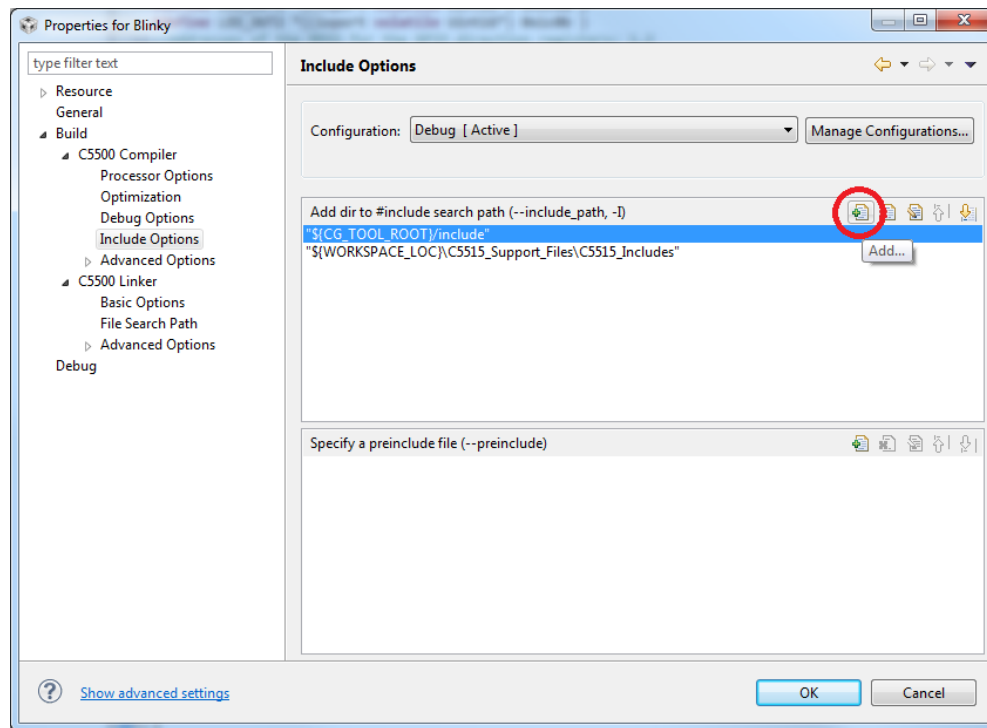 Properties for Blinky
type filter text
Resource
General
Build
C5500 Compiler
Processor Options
Optimization
Debug Options
Include Options
Advanced Options
C5500 Linker
Basic Options
File Search Path
Advanced Options
Debug
Include Options
Configuration: Debug [ Active ] Manage Configurations...
Add dir to #include search path (--include_path, -I)
"${CG_TOOL_ROOT}/include"
"${WORKSPACE_LOC}\C5515_Support_Files\C5515_Includes"
Add...
Specify a preinclude file (--preinclude)
Show advanced settings
OK Cancel